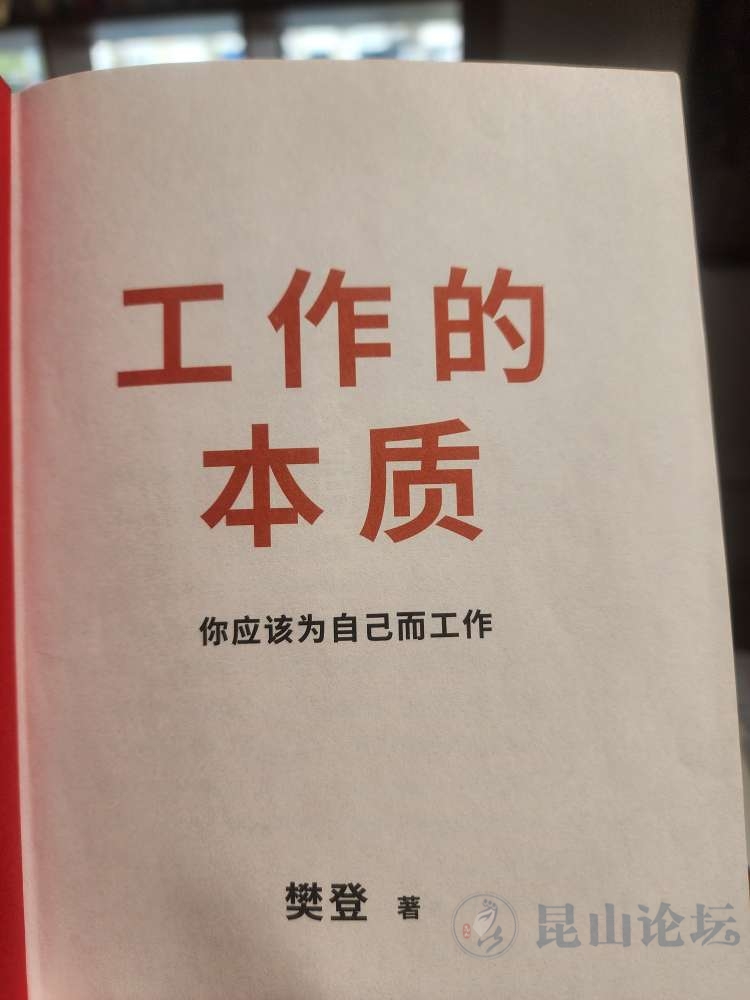 工作的
本质
你应该为自己而工作
樊登 著
昆山论坛